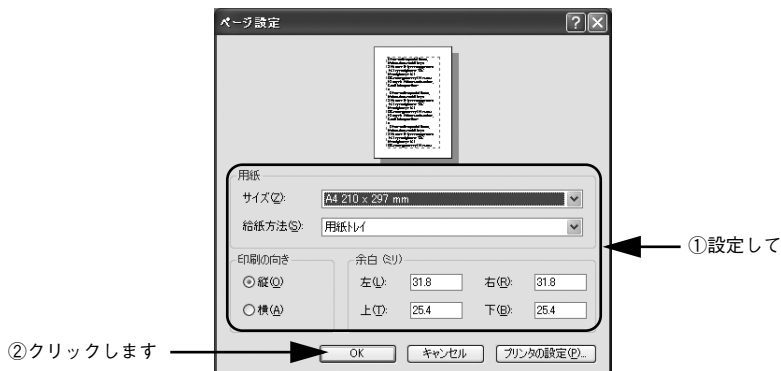 ページ設定
用紙
サイズ(Z):
A4 210 x 297 mm
給紙方法(S):
用紙トレイ
印刷の向き
縦(O)
横(A)
余白 (ミリ)
左(L): 31.8 右(R): 31.8
上(T): 25.4 下(B): 25.4
①設定して
②クリックします
OK キャンセル プリンタの設定(P)...